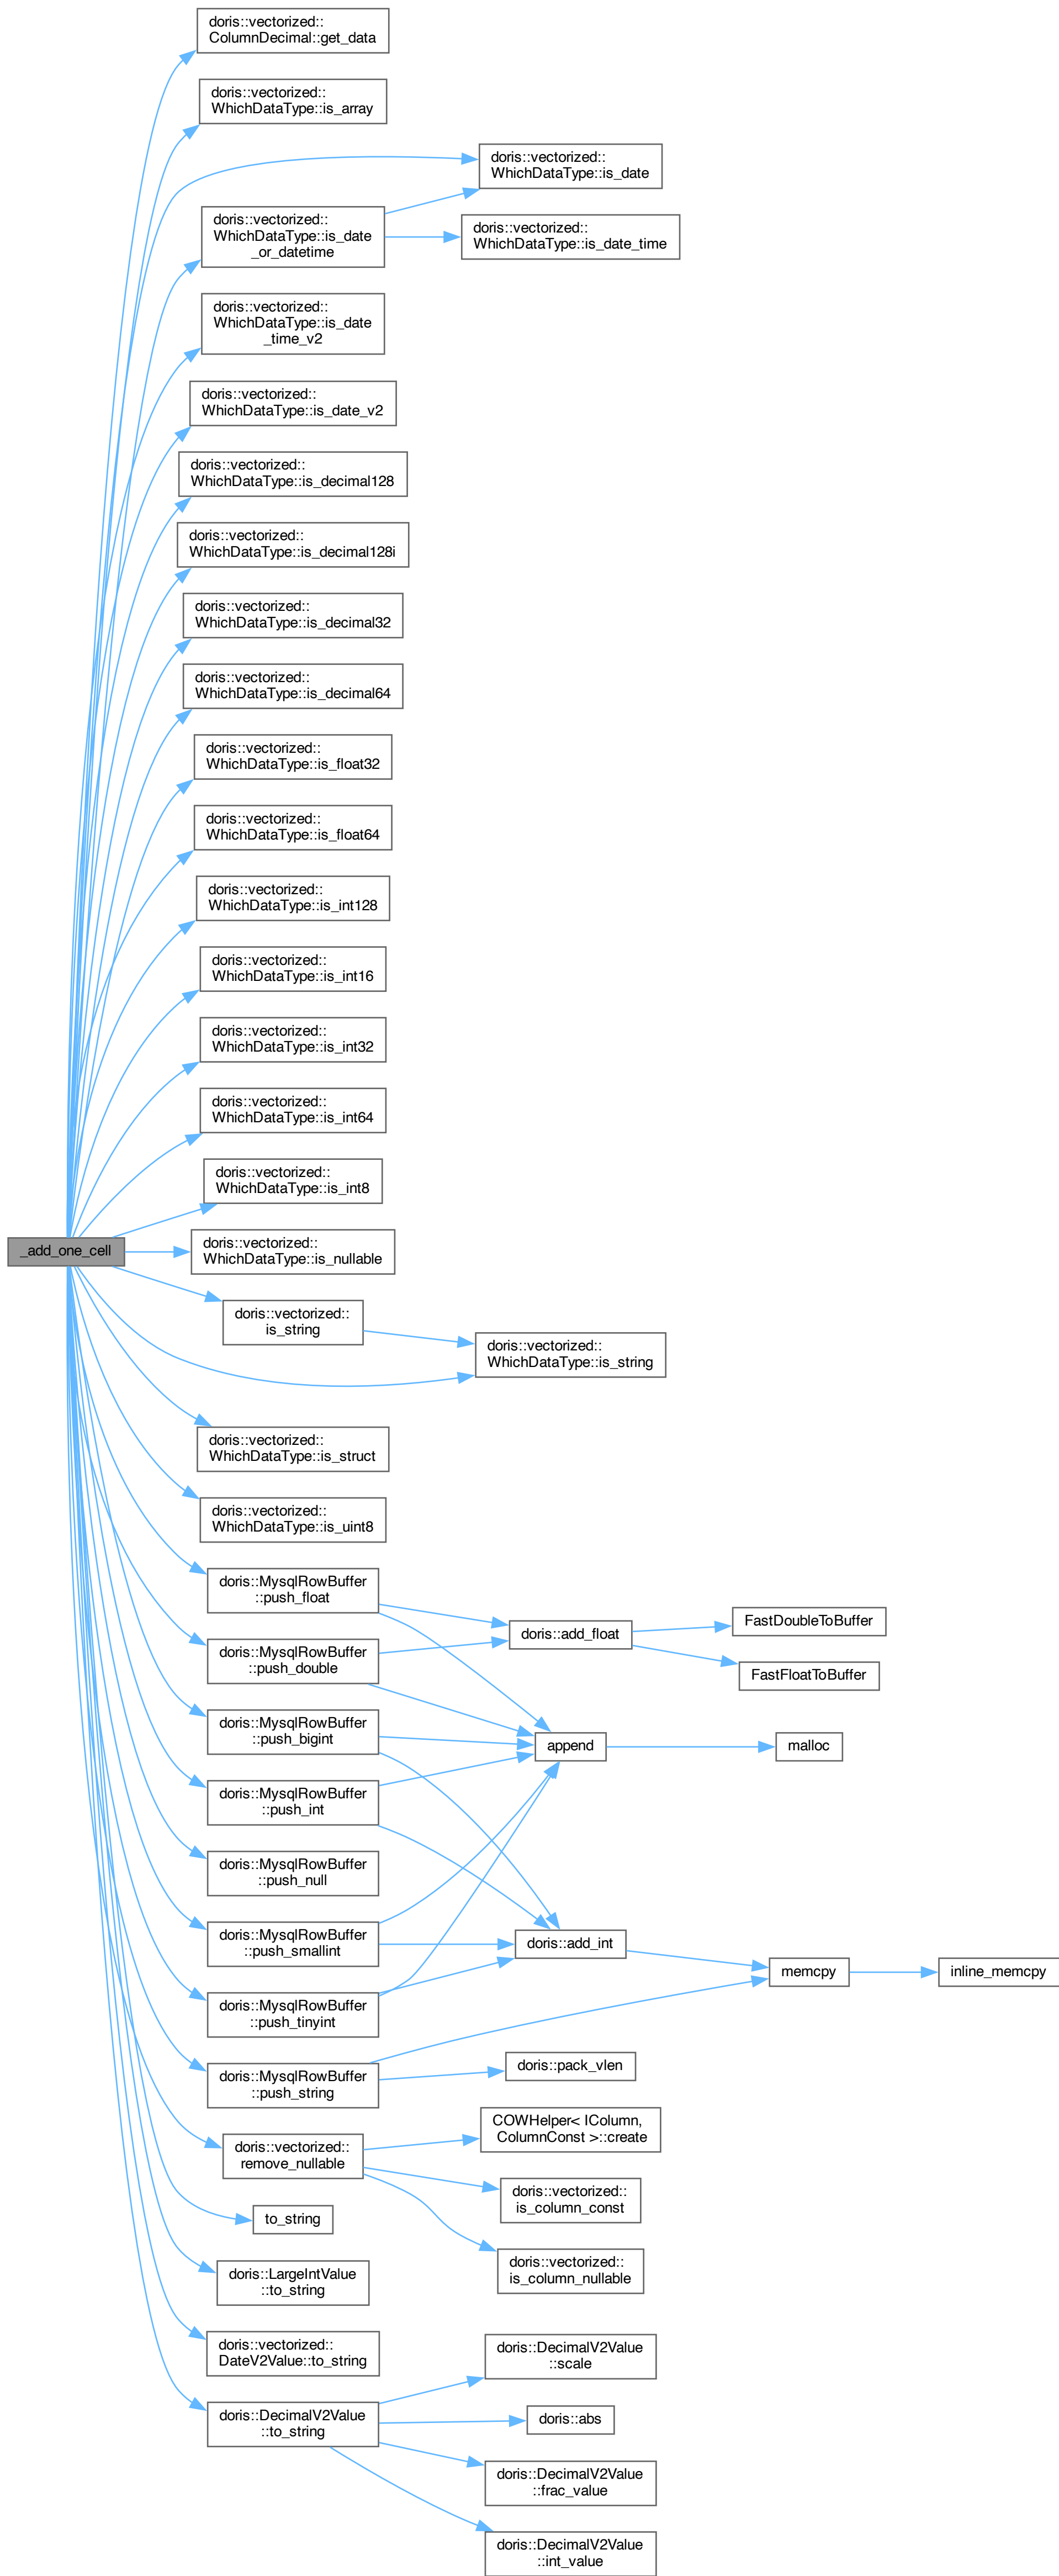 doris::vectorized::
ColumnDecimal::get_data
doris::vectorized::
WhichDataType::is_array
doris::vectorized::
WhichDataType::is_date
doris::vectorized::
WhichDataType::is_date
_or_datetime
doris::vectorized::
WhichDataType::is_date_time
doris::vectorized::
WhichDataType::is_date
_time_v2
doris::vectorized::
WhichDataType::is_date_v2
doris::vectorized::
WhichDataType::is_decimal128
doris::vectorized::
WhichDataType::is_decimal128i
doris::vectorized::
WhichDataType::is_decimal32
doris::vectorized::
WhichDataType::is_decimal64
doris::vectorized::
WhichDataType::is_float32
doris::vectorized::
WhichDataType::is_float64
doris::vectorized::
WhichDataType::is_int128
doris::vectorized::
WhichDataType::is_int16
doris::vectorized::
WhichDataType::is_int32
doris::vectorized::
WhichDataType::is_int64
doris::vectorized::
WhichDataType::is_int8
_add_one_cell
doris::vectorized::
WhichDataType::is_nullable
doris::vectorized::
is_string
doris::vectorized::
WhichDataType::is_string
doris::vectorized::
WhichDataType::is_struct
doris::vectorized::
WhichDataType::is_uint8
doris::MysqlRowBuffer
::push_float
doris::add_float
FastDoubleToBuffer
FastFloatToBuffer
doris::MysqlRowBuffer
::push_double
doris::MysqlRowBuffer
::push_bigint
append
malloc
doris::MysqlRowBuffer
::push_int
doris::MysqlRowBuffer
::push_null
doris::MysqlRowBuffer
::push_smallint
doris::add_int
memcpy
inline_memcpy
doris::MysqlRowBuffer
::push_tinyint
doris::MysqlRowBuffer
::push_string
doris::pack_vlen
COWHelper< IColumn,
ColumnConst >::create
doris::vectorized::
remove_nullable
doris::vectorized::
is_column_const
to_string
doris::vectorized::
is_column_nullable
doris::LargeIntValue
::to_string
doris::vectorized::
DateV2Value::to_string
doris::DecimalV2Value
::scale
doris::DecimalV2Value
::to_string
doris::abs
doris::DecimalV2Value
::frac_value
doris::DecimalV2Value
::int_value